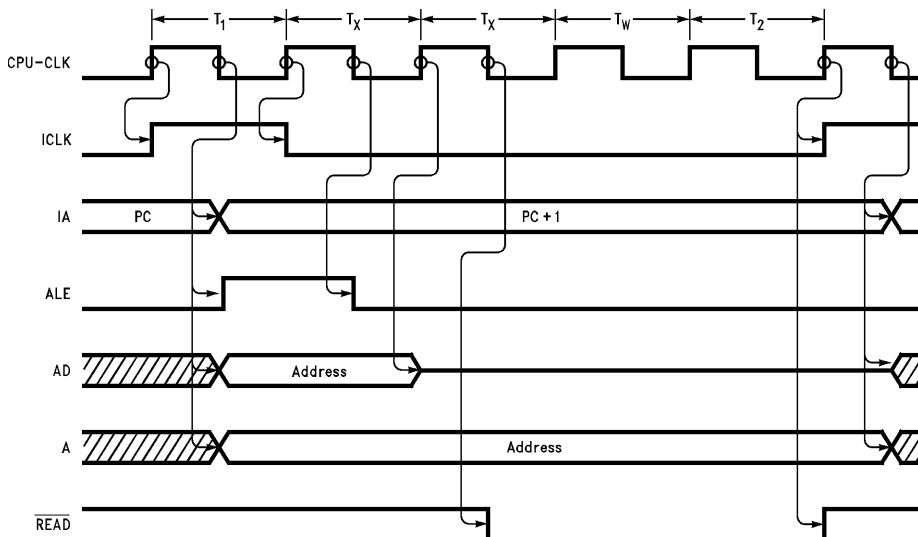 T1 TX TX TW T2
CPU-CLK
ICLK
IA PC PC + 1
ALE
AD Address
A Address
READ